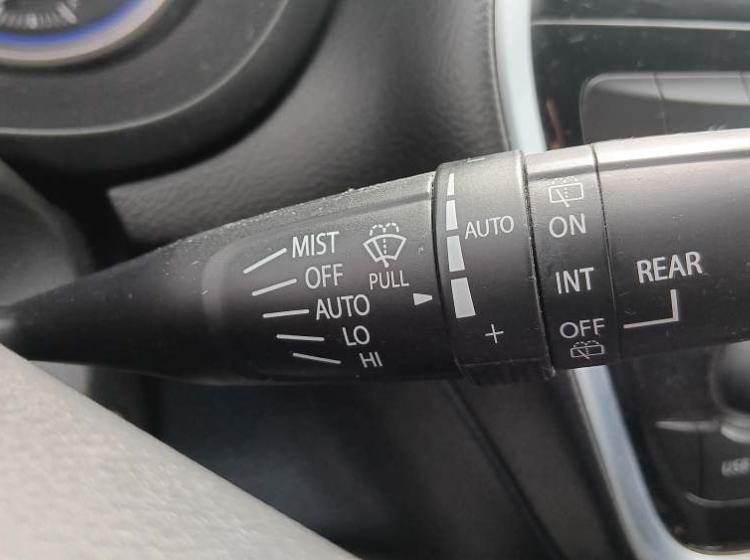 MIST
OFF
AUTO
LO
HI
PULL
AUTO
+
ON
INT
OFF
REAR